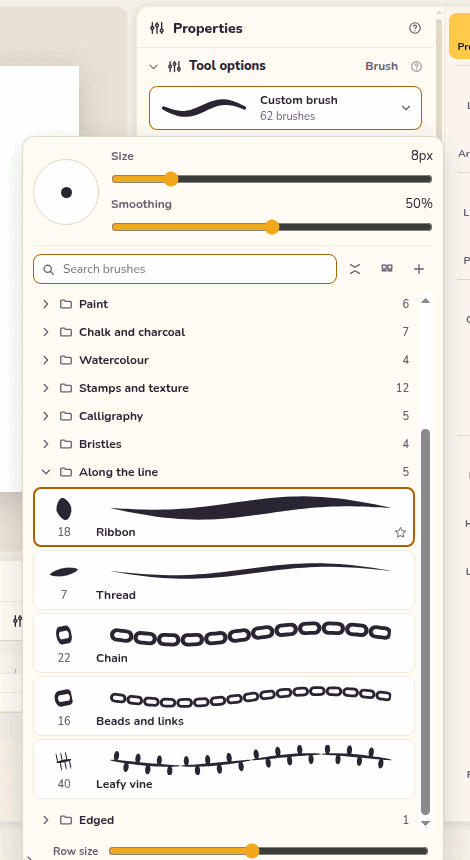 Properties
Tool options
Brush
Custom brush
62 brushes
Size
8px
Smoothing
50%
Search brushes
Paint
6
Chalk and charcoal
7
Watercolour
4
Stamps and texture
12
Calligraphy
5
Bristles
4
Along the line
5
18
Ribbon
7
Thread
22
Chain
16
Beads and links
40
Leafy vine
Edged
1
Row size